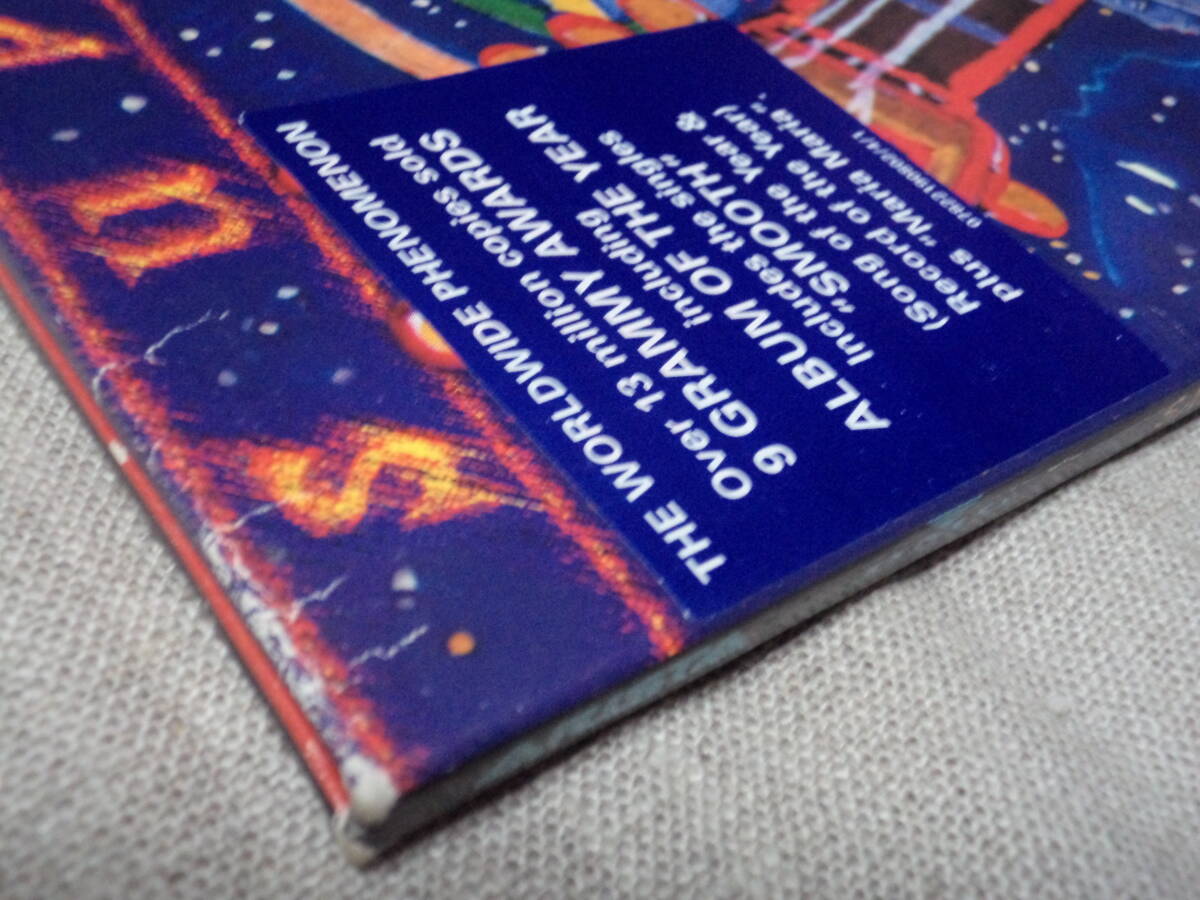 THE WORLDWIDE PHENOMENON
Over 13 million copies sold
9 GRAMMY AWARDS
including
ALBUM OF THE YEAR
Includes the singles
"SMOOTH"
(Song of the Year &
Record of the Year)
plus "Maria Maria".